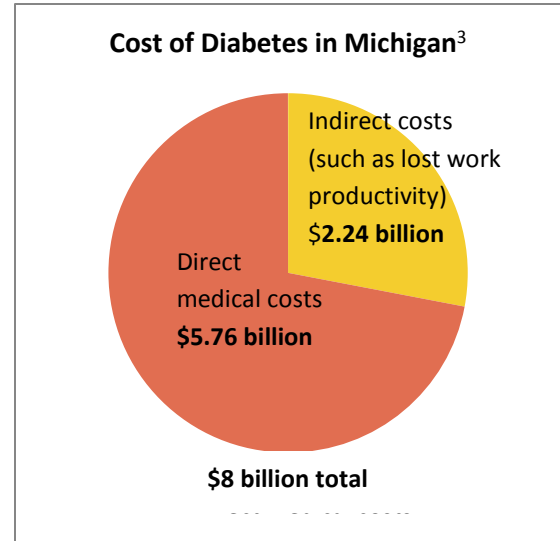 Cost of Diabetes in Michigan³
Indirect costs
(such as lost work
productivity)
$2.24 billion
Direct
medical costs
$5.76 billion
$8 billion total